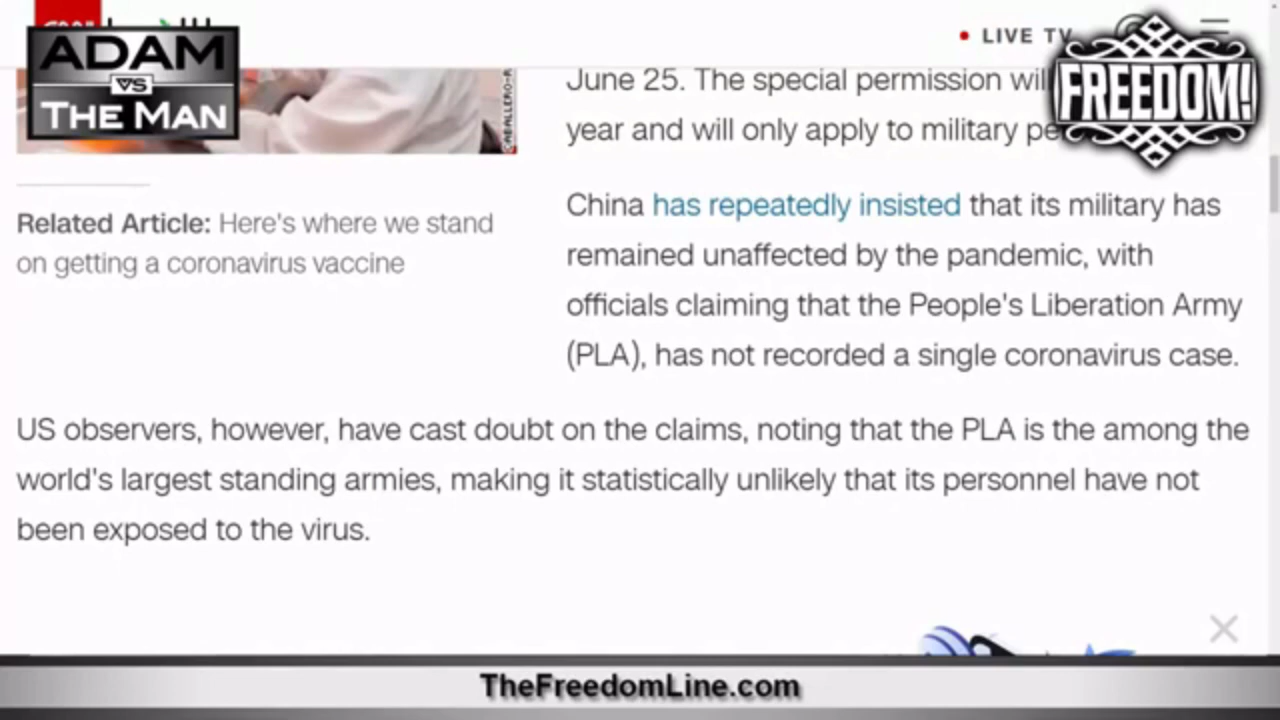 ADAM
VS
THE MAN
LIVE TV
FREEDOM!
June 25. The special permission will
year and will only apply to military
China has repeatedly insisted that its military has
remained unaffected by the pandemic, with
officials claiming that the People's Liberation Army
(PLA), has not recorded a single coronavirus case.
Related Article: Here's where we stand
on getting a coronavirus vaccine
US observers, however, have cast doubt on the claims, noting that the PLA is the among the
world's largest standing armies, making it statistically unlikely that its personnel have not
been exposed to the virus.
TheFreedomLine.com